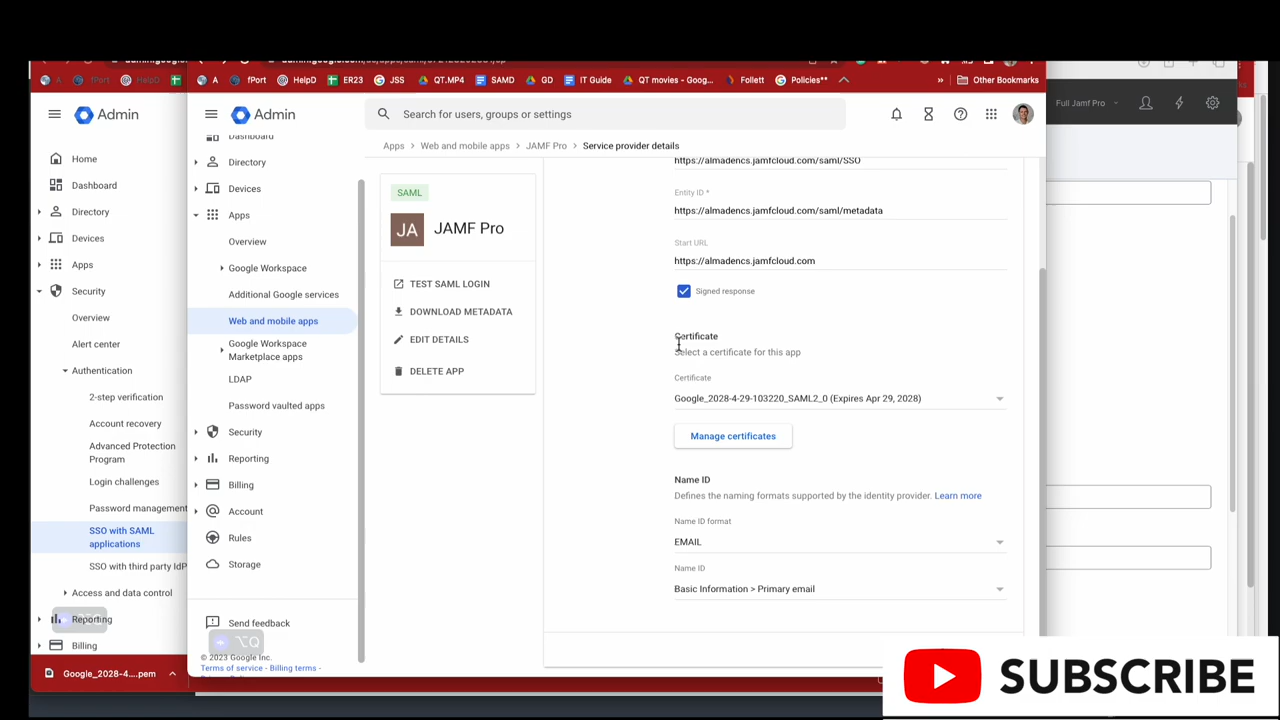 A
fPort
HelpD
A
fPort
HelpD
ER23
JSS
QT.MP4
SAMD
GD
IT Guide
QT movies - Goog...
Follett
Policies**
»
Other Bookmarks
Admin
Admin
Search for users, groups or settings
Full Jamf Pro
Home
Dashboard
Directory
Devices
Apps
Security
Overview
Alert center
Authentication
2-step verification
Account recovery
Advanced Protection
Program
Login challenges
Password management
SSO with SAML
applications
SSO with third party IdP
Access and data control
Reporting
Billing
Dashboard
Directory
Devices
Apps
Overview
Google Workspace
Additional Google services
Web and mobile apps
Google Workspace
Marketplace apps
LDAP
Password vaulted apps
Security
Reporting
Billing
Account
Rules
Storage
Send feedback
⌥Q
© 2023 Google Inc.
Terms of service - Billing terms -
Apps > Web and mobile apps > JAMF Pro > Service provider details
SAML
JA
JAMF Pro
TEST SAML LOGIN
DOWNLOAD METADATA
EDIT DETAILS
DELETE APP
https://almadencs.jamfcloud.com/saml/SSO
Entity ID *
https://almadencs.jamfcloud.com/saml/metadata
Start URL
https://almadencs.jamfcloud.com
Signed response
Certificate
Select a certificate for this app
Certificate
Google_2028-4-29-103220_SAML2_0 (Expires Apr 29, 2028)
Manage certificates
Name ID
Defines the naming formats supported by the identity provider. Learn more
Name ID format
EMAIL
Name ID
Basic Information > Primary email
Google_2028-4....pem
SUBSCRIBE